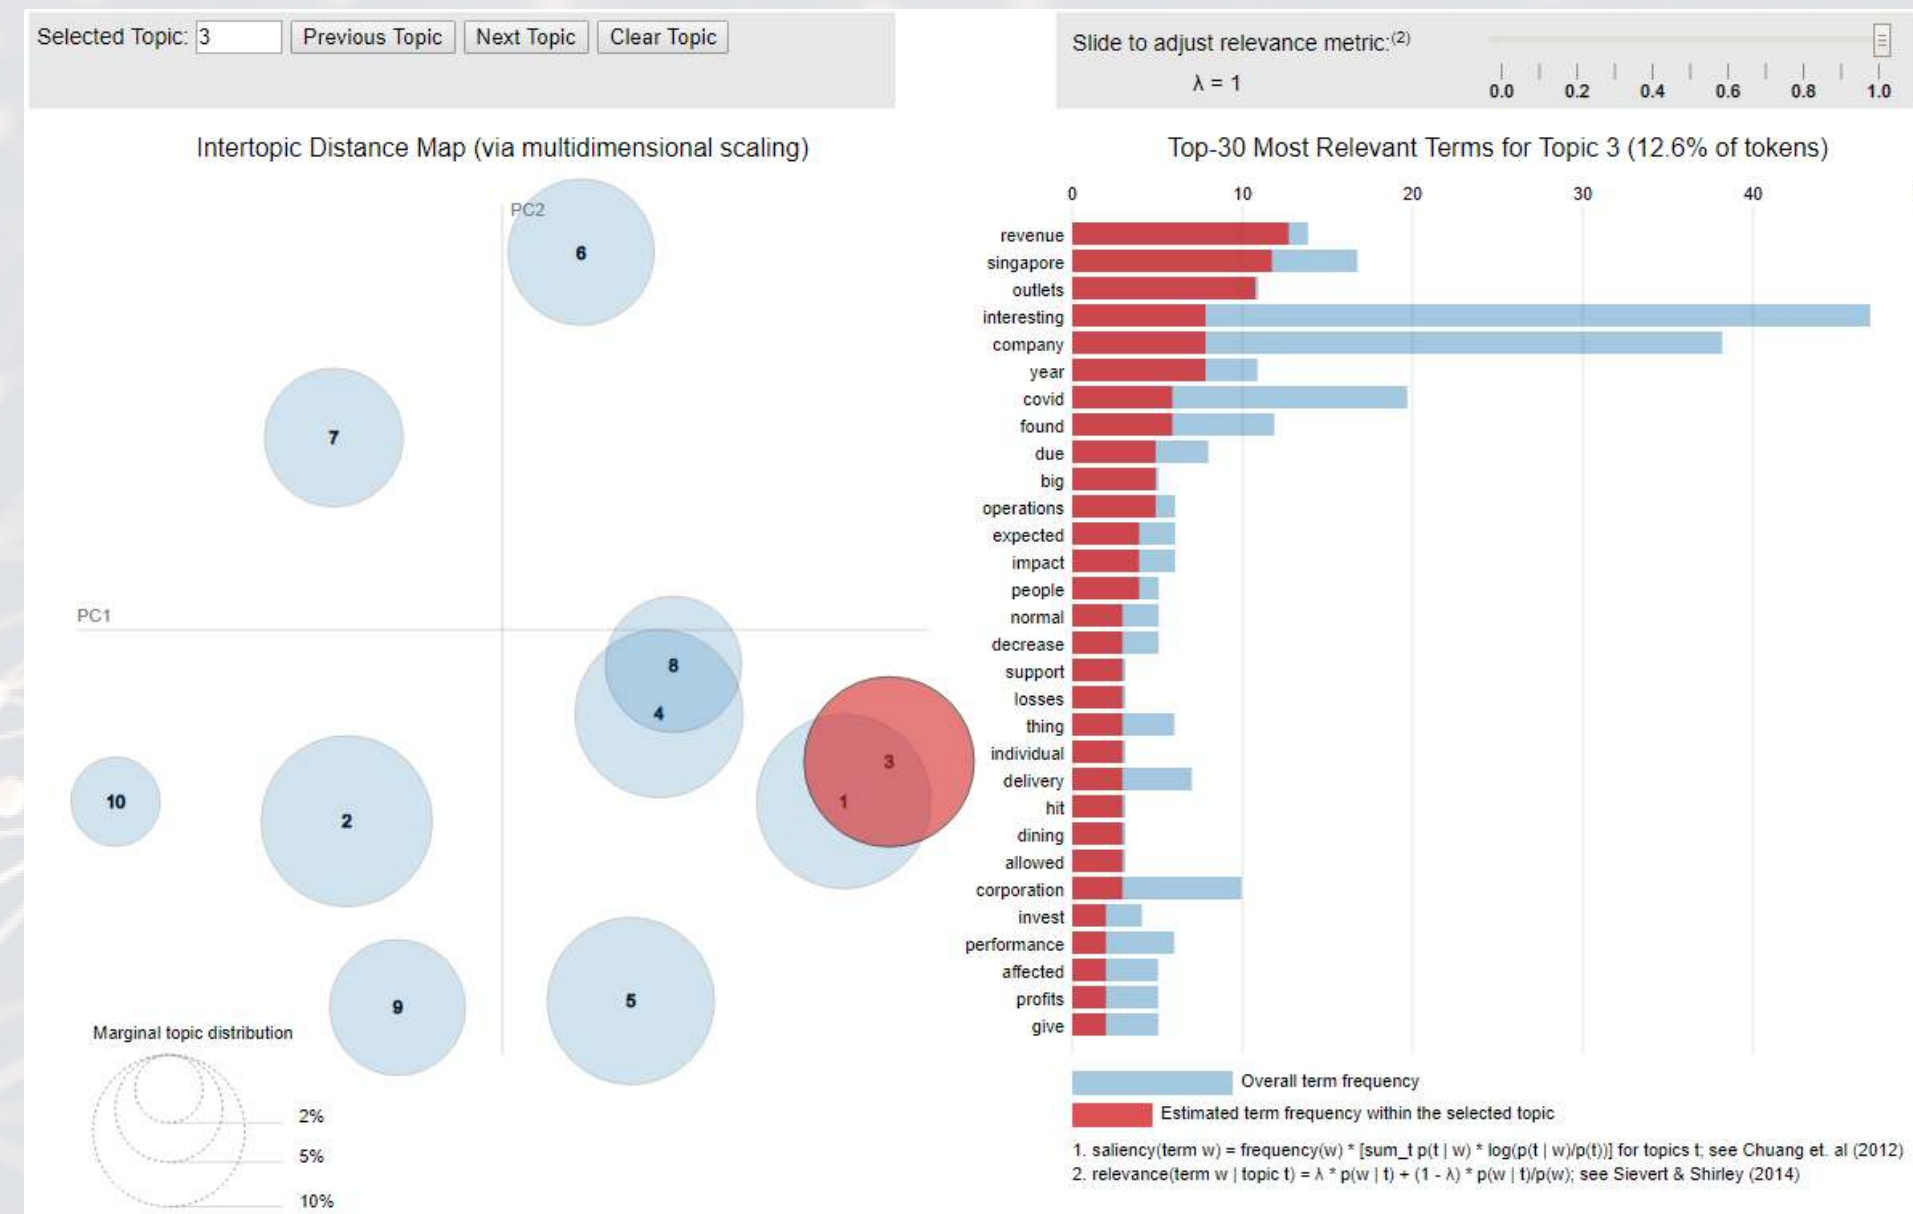 Selected Topic: 3 Previous Topic Next Topic Clear Topic
Slide to adjust relevance metric:(2)
λ = 1
0.0 0.2 0.4 0.6 0.8 1.0
Intertopic Distance Map (via multidimensional scaling)
PC2
6
7
PC1
8
4
3
1
10
2
9
5
Marginal topic distribution
2%
5%
10%
Top-30 Most Relevant Terms for Topic 3 (12.6% of tokens)
0 10 20 30 40
revenue
singapore
outlets
interesting
company
year
covid
found
due
big
operations
expected
impact
people
normal
decrease
support
losses
thing
individual
delivery
hit
dining
allowed
corporation
invest
performance
affected
profits
give
Overall term frequency
Estimated term frequency within the selected topic
1. saliency(term w) = frequency(w) * [sum_t p(t | w) * log(p(t | w)/p(t))] for topics t; see Chuang et. al (2012)
2. relevance(term w | topic t) = λ * p(w | t) + (1 - λ) * p(w | t)/p(w); see Sievert & Shirley (2014)